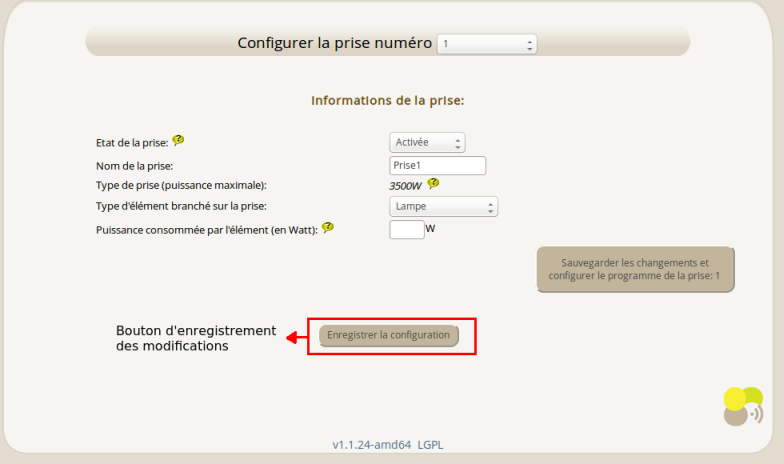 Configurer la prise numéro 1
Informations de la prise:
Etat de la prise: ? Activée
Nom de la prise: Prise1
Type de prise (puissance maximale): 3500W ?
Type d'élément branché sur la prise: Lampe
Puissance consommée par l'élément (en Watt): ? W
Sauvegarder les changements et
configurer le programme de la prise: 1
Bouton d'enregistrement
des modifications
Enregistrer la configuration
v1.1.24-amd64 LGPL